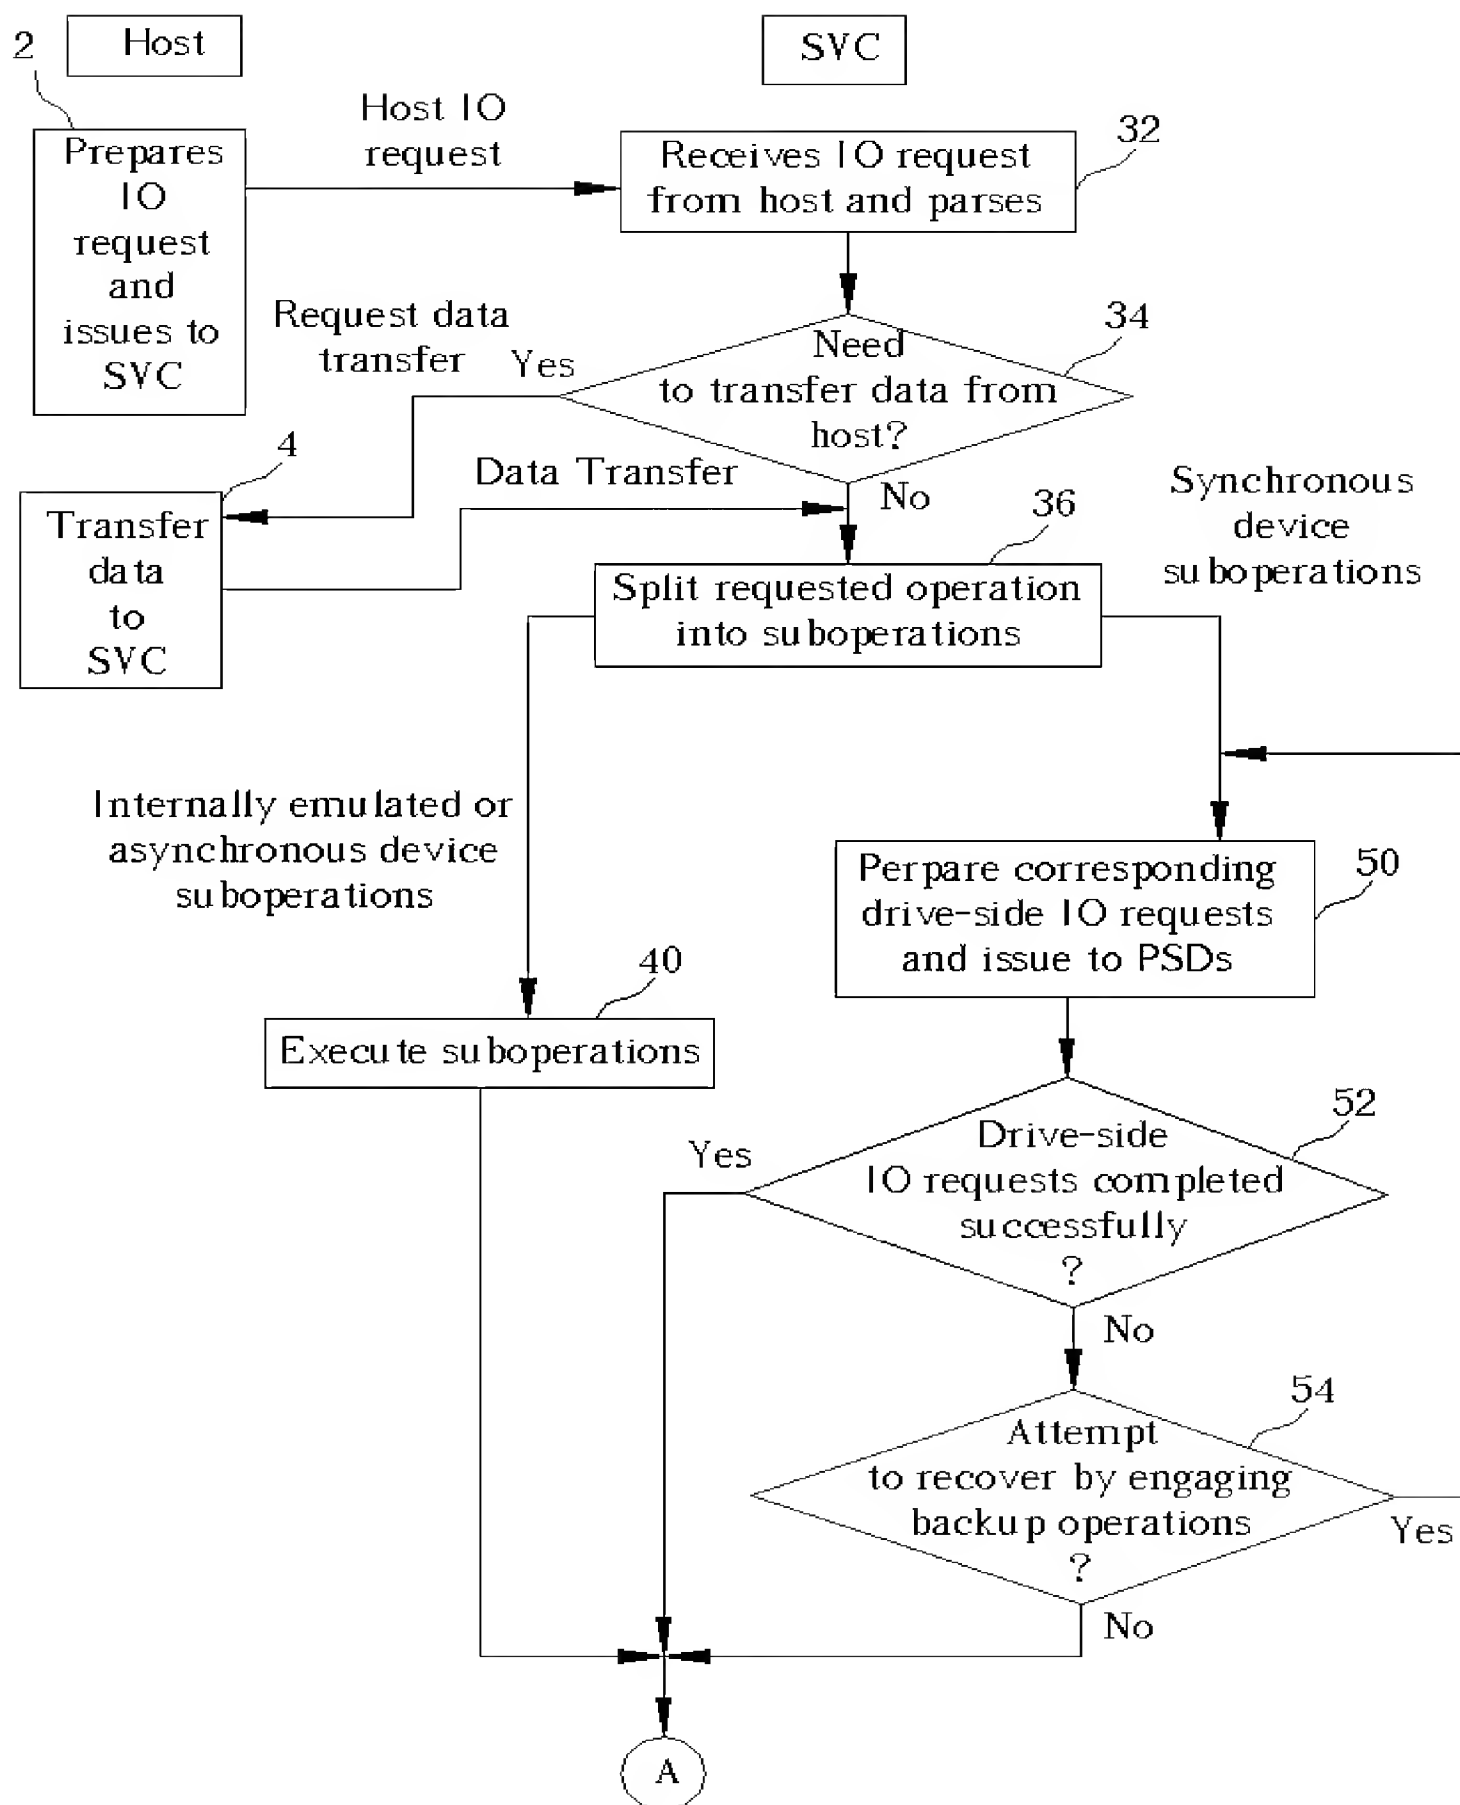 2
Host
SVC
Host IO
request
Prepares
IO
request
and
issues to
SVC
32
Receives IO request
from host and parses
Request data
transfer
Yes
34
Need
to transfer data from
host?
4
Data Transfer
No
36
Synchronous
device
suboperations
Transfer
data
to
SVC
Split requested operation
into suboperations
Internally emulated or
asynchronous device
suboperations
50
Perpare corresponding
drive-side IO requests
and issue to PSDs
40
Execute suboperations
52
Yes
Drive-side
IO requests completed
successfully
?
No
54
Attempt
to recover by engaging
backup operations
?
Yes
No
A